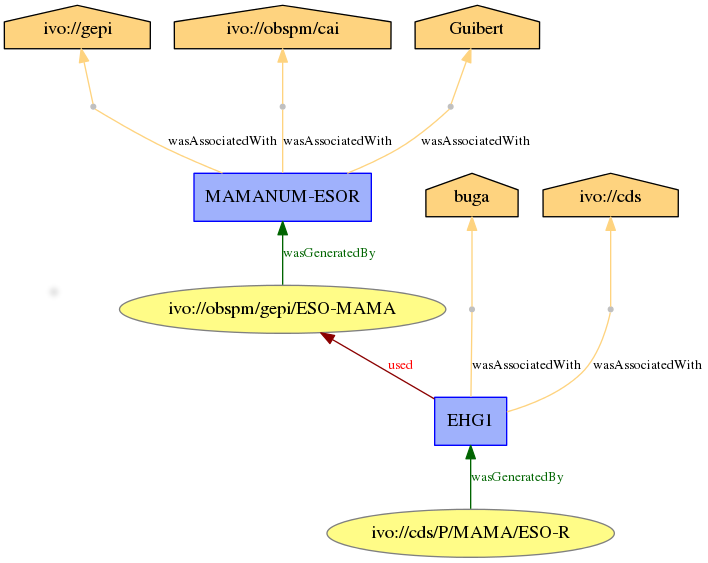 ivo://gepi
ivo://obspm/cai
Guibert
wasAssociatedWith
wasAssociatedWith
wasAssociatedWith
MAMANUM-ESOR
buga
ivo://cds
wasGeneratedBy
ivo://obspm/gepi/ESO-MAMA
used
wasAssociatedWith
wasAssociatedWith
EHG1
wasGeneratedBy
ivo://cds/P/MAMA/ESO-R